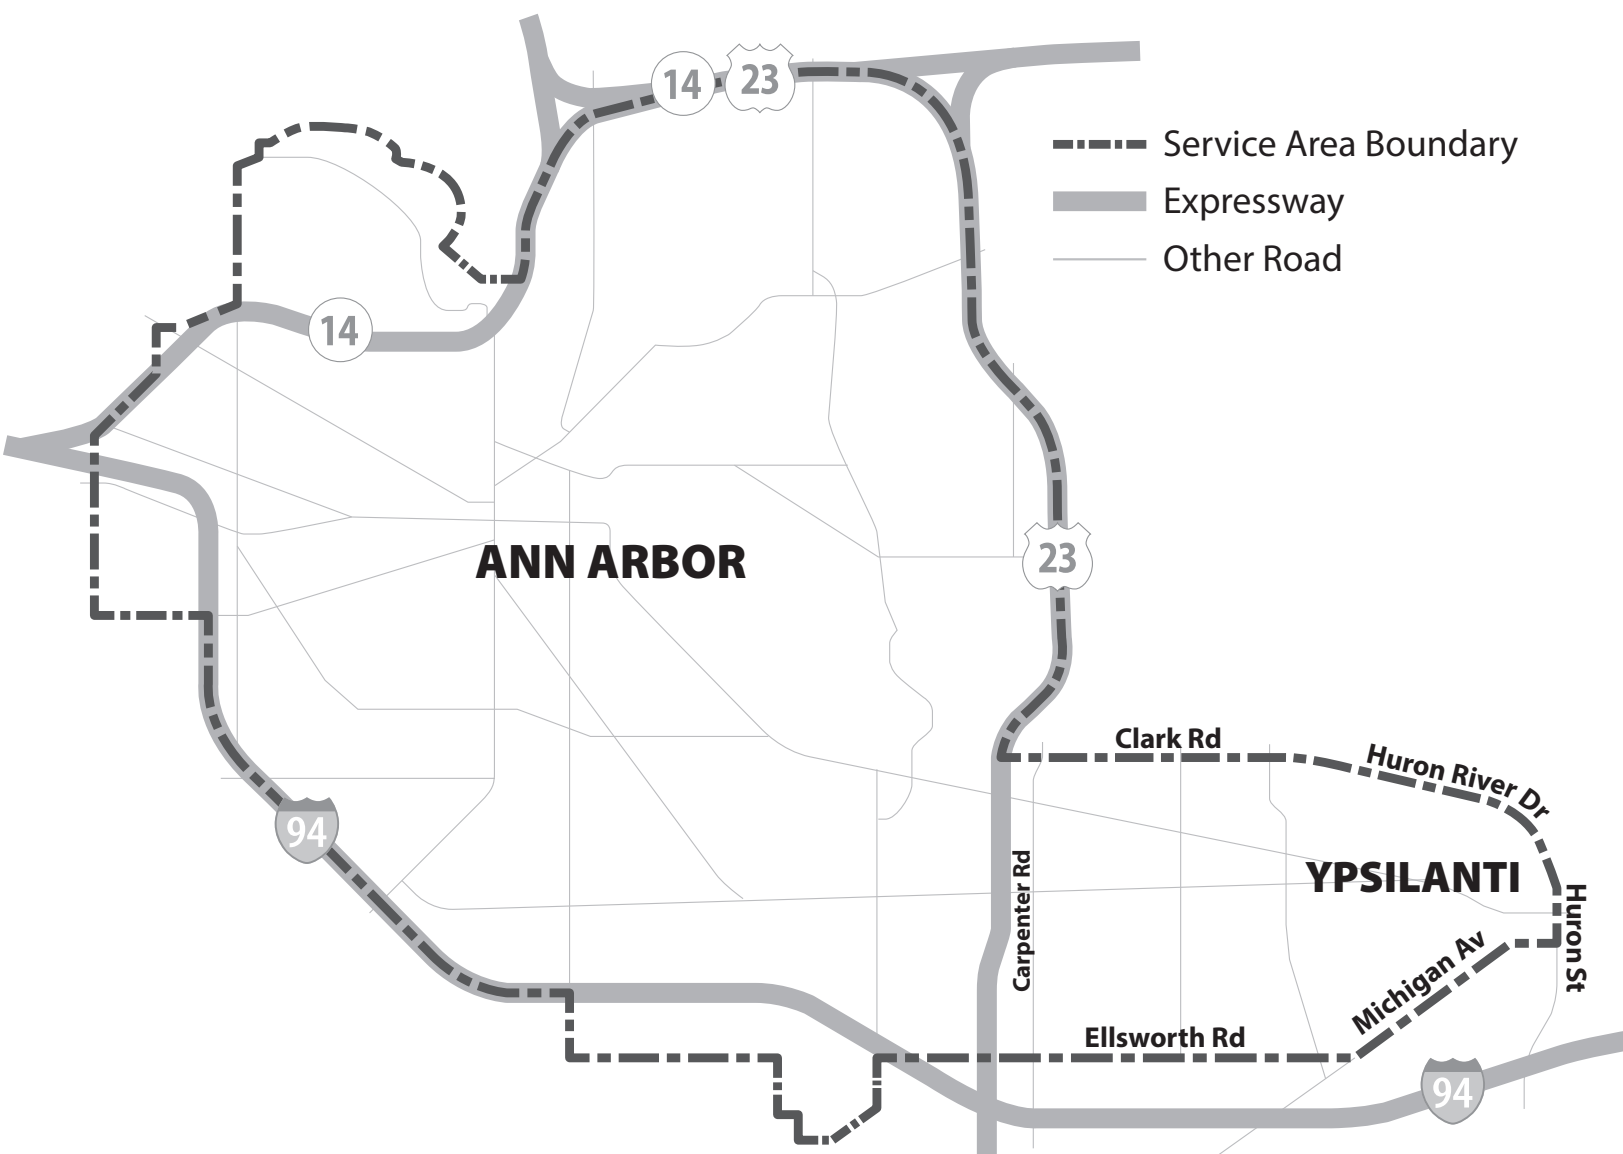 14
23
Service Area Boundary
Expressway
Other Road
14
ANN ARBOR
23
Clark Rd
Huron River Dr
94
Carpenter Rd
YPSILANTI
Huron St
Michigan Av
Ellsworth Rd
94